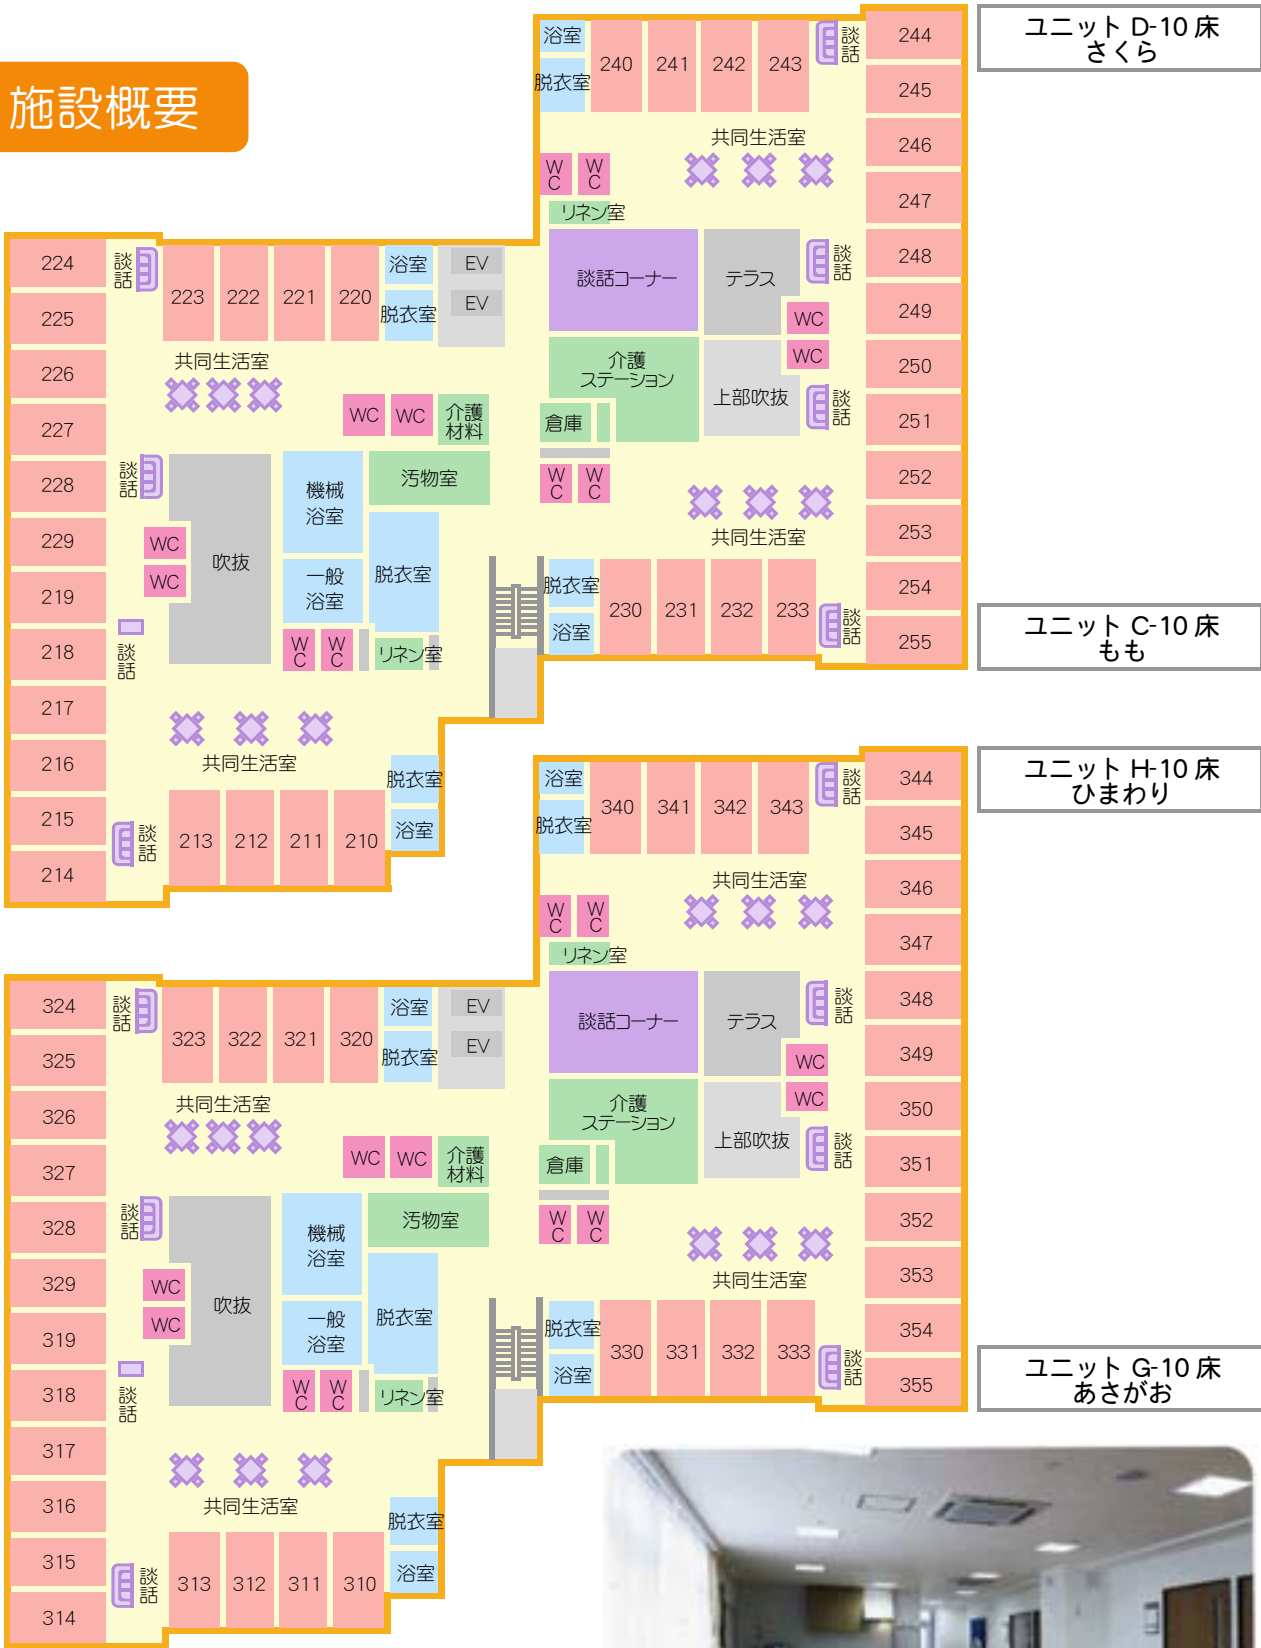 施設概要
ユニット D-10 床
さくら
浴室
脱衣室
240
241
242
243
談話
244
245
246
247
248
249
250
251
252
253
254
255
共同生活室
WC
WC
リネン室
談話コーナー
テラス
談話
WC
WC
介護
ステーション
上部吹抜
談話
倉庫
WC
WC
共同生活室
脱衣室
浴室
230
231
232
233
談話
ユニット C-10 床
もも
224
225
226
227
228
229
219
218
217
216
215
214
談話
223
222
221
220
浴室
脱衣室
EV
EV
共同生活室
WC
WC
介護
材料
談話
機械
浴室
汚物室
WC
WC
吹抜
一般
浴室
脱衣室
談話
WC
WC
リネン室
共同生活室
脱衣室
浴室
談話
213
212
211
210
ユニット H-10 床
ひまわり
浴室
脱衣室
340
341
342
343
談話
344
345
346
347
348
349
350
351
352
353
354
355
共同生活室
WC
WC
リネン室
談話コーナー
テラス
談話
WC
WC
介護
ステーション
上部吹抜
談話
倉庫
WC
WC
共同生活室
脱衣室
浴室
330
331
332
333
談話
ユニット G-10 床
あさがお
324
325
326
327
328
329
319
318
317
316
315
314
談話
323
322
321
320
浴室
脱衣室
EV
EV
共同生活室
WC
WC
介護
材料
談話
機械
浴室
汚物室
WC
WC
吹抜
一般
浴室
脱衣室
談話
WC
WC
リネン室
共同生活室
脱衣室
浴室
談話
313
312
311
310